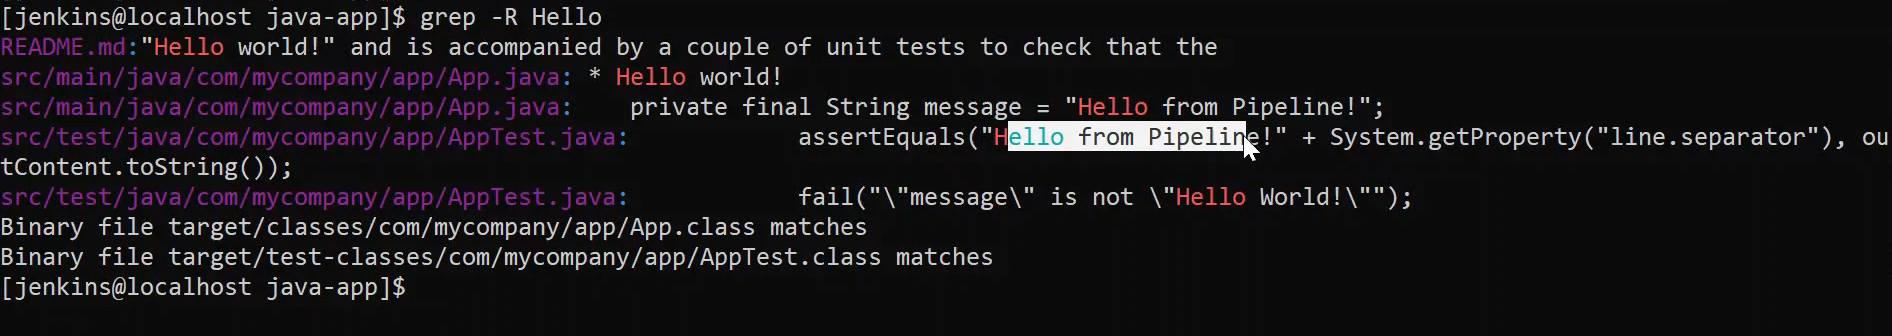 [jenkins@localhost java-app]$ grep -R Hello
README.md:"Hello world!" and is accompanied by a couple of unit tests to check that the
src/main/java/com/mycompany/app/App.java: * Hello world!
src/main/java/com/mycompany/app/App.java:    private final String message = "Hello from Pipeline!";
src/test/java/com/mycompany/app/AppTest.java:            assertEquals("Hello from Pipeline!" + System.getProperty("line.separator"), ou
tContent.toString());
src/test/java/com/mycompany/app/AppTest.java:            fail("\"message\" is not \"Hello World!\"");
Binary file target/classes/com/mycompany/app/App.class matches
Binary file target/test-classes/com/mycompany/app/AppTest.class matches
[jenkins@localhost java-app]$